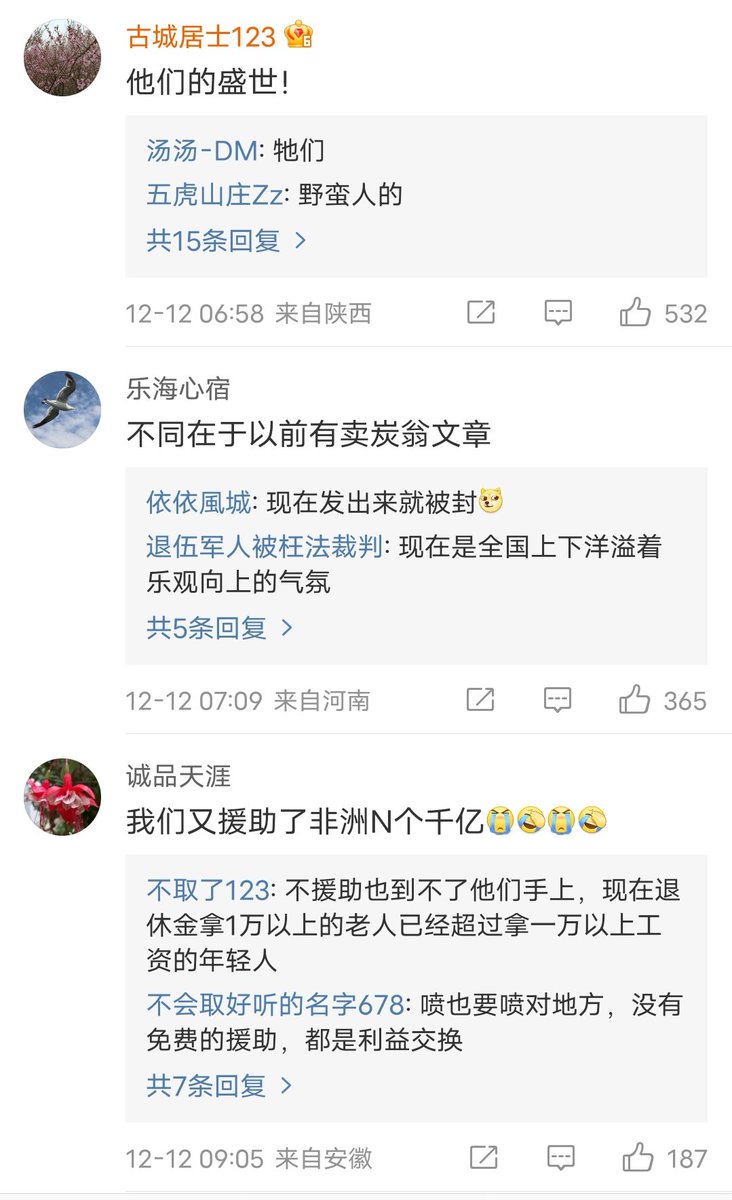 古城居士123
他们的盛世!
汤汤-DM: 牠们
五虎山庄Zz: 野蛮人的
共15条回复 >
12-12 06:58 来自陕西
532
乐海心宿
不同在于以前有卖炭翁文章
依依風城: 现在发出来就被封
退伍军人被枉法裁判: 现在是全国上下洋溢着
乐观向上的气氛
共5条回复 >
12-12 07:09 来自河南
365
诚品天涯
我们又援助了非洲N个千亿😭🤣😭🤣
不取了123: 不援助也到不了他们手上，现在退
休金拿1万以上的老人已经超过拿一万以上工
资的年轻人
不会取好听的名字678: 喷也要喷对地方，没有
免费的援助，都是利益交换
共7条回复 >
12-12 09:05 来自安徽
187